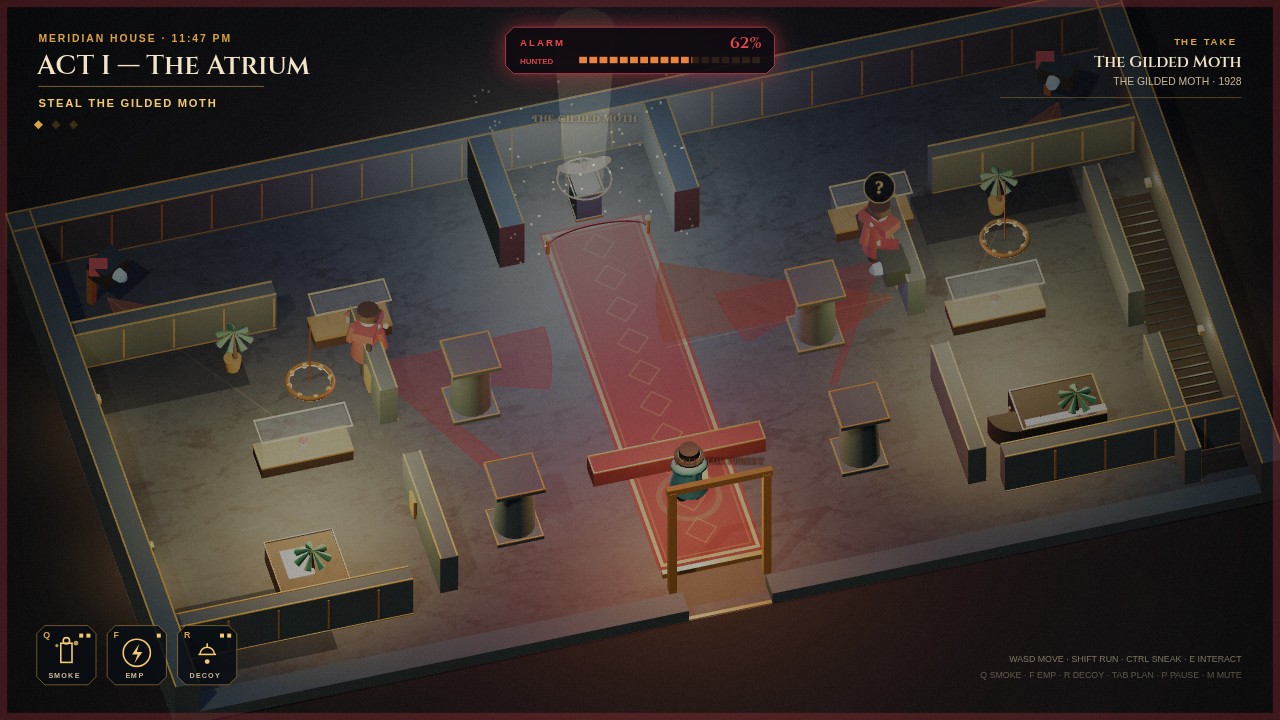 MERIDIAN HOUSE · 11:47 PM
ACT I — THE ATRIUM
STEAL THE GILDED MOTH
ALARM 62%
HUNTED
THE TAKE
THE GILDED MOTH
THE GILDED MOTH · 1928
THE GILDED MOTH
?
Q
SMOKE
F
EMP
R
DECOY
WASD MOVE · SHIFT RUN · CTRL SNEAK · E INTERACT
Q SMOKE · F EMP · R DECOY · TAB PLAN · P PAUSE · M MUTE